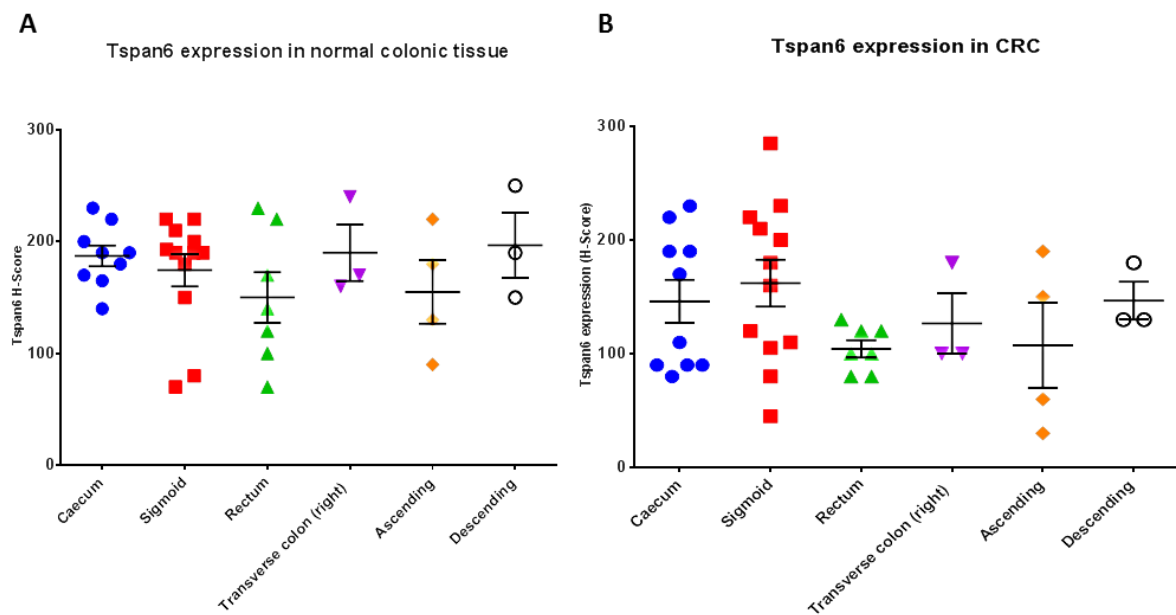 A
Tspan6 expression in normal colonic tissue
Tspan6 H-Score
300
200
100
0
Caecum
Sigmoid
Rectum
Transverse colon (right)
Ascending
Descending
B
Tspan6 expression in CRC
Tspan6 expression (H-Score)
300
200
100
0
Caecum
Sigmoid
Rectum
Transverse colon (right)
Ascending
Descending